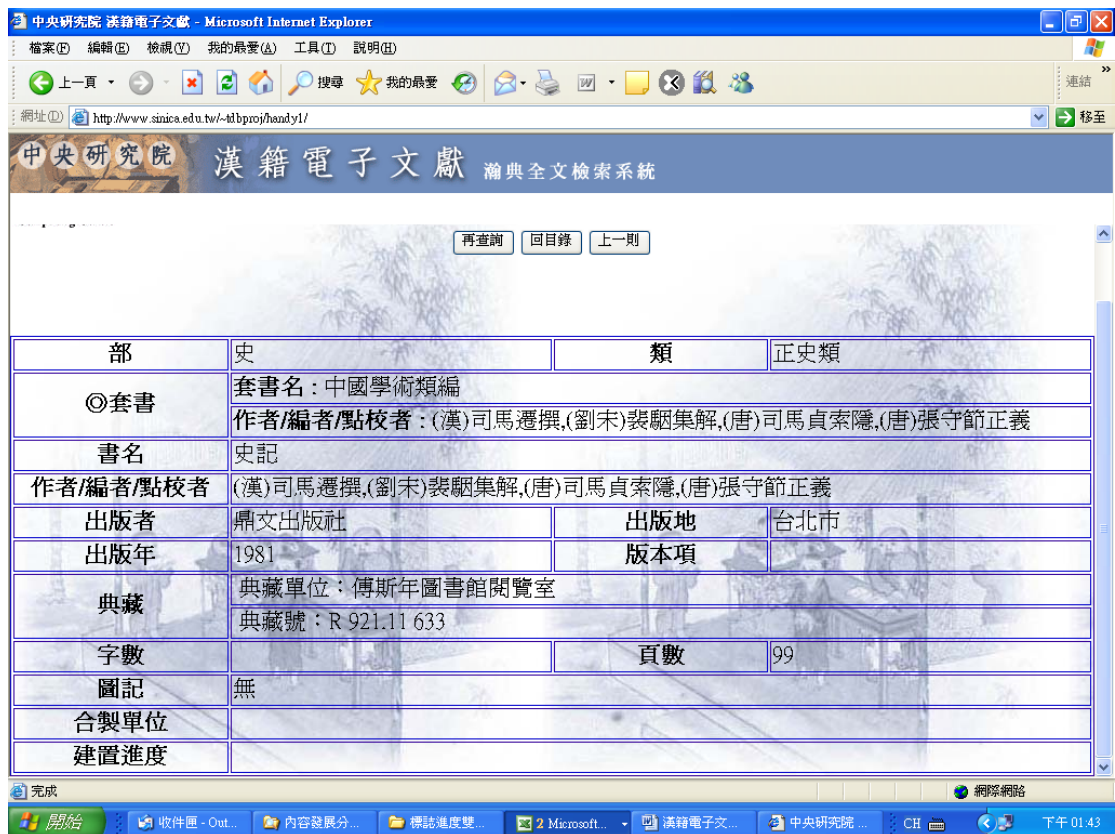 中央研究院 漢籍電子文獻 - Microsoft Internet Explorer
檔案(F) 編輯(E) 檢視(V) 我的最愛(A) 工具(T) 說明(H)
上一頁 搜尋 我的最愛 連結
網址(D) http://www.sinica.edu.tw/~tdbproj/handy1/ 移至
中央研究院 漢籍電子文獻 瀚典全文檢索系統
再查詢 回目錄 上一則
部 史 類 正史類
◎套書 套書名：中國學術類編
作者/編者/點校者：(漢)司馬遷撰,(劉宋)裴駰集解,(唐)司馬貞索隱,(唐)張守節正義
書名 史記
作者/編者/點校者 (漢)司馬遷撰,(劉宋)裴駰集解,(唐)司馬貞索隱,(唐)張守節正義
出版者 鼎文出版社 出版地 台北市
出版年 1981 版本項
典藏 典藏單位：傅斯年圖書館閱覽室
典藏號：R 921.11 633
字數 頁數 99
圖記 無
合製單位
建置進度
完成 網際網路
開始 收件匣 - Out... 內容發展分... 標誌進度雙... 2 Microsoft... 漢籍電子文... 中央研究院 ... CH 下午 01:43